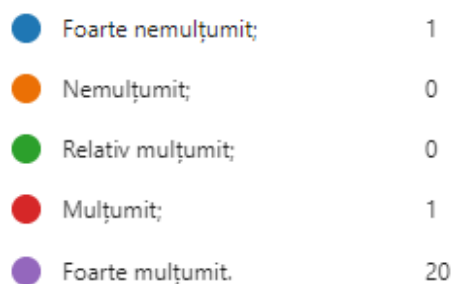 Foarte nemulțumit; 1
Nemulțumit; 0
Relativ mulțumit; 0
Mulțumit; 1
Foarte mulțumit. 20